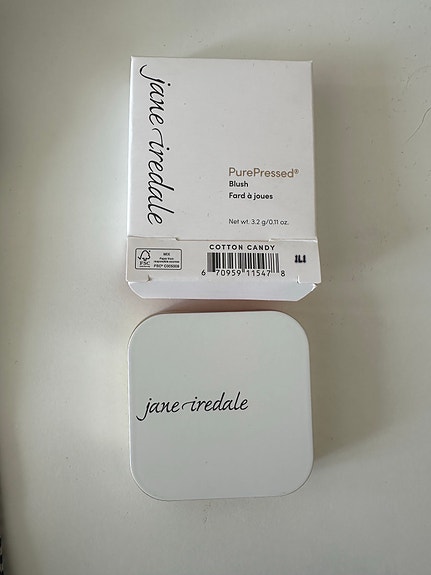 jane iredale
PurePressed®
Blush
Fard à joues
Net wt. 3.2 g/0.11 oz.
COTTON CANDY
FSC
MIX
6 70959 11547 8
jane iredale